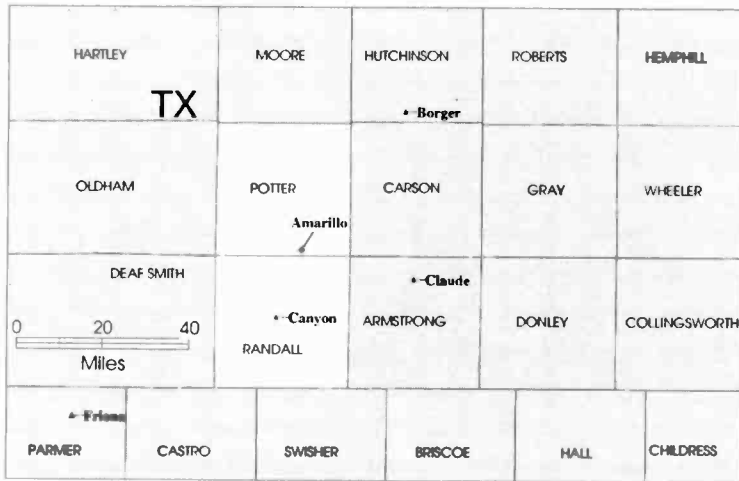 HARTLEY MOORE HUTCHINSON ROBERTS HEMPHILL
TX
Borger
OLDHAM POTTER CARSON GRAY WHEELER
Amarillo
DEAF SMITH
Claude
Canyon
ARMSTRONG DONLEY COLLINGSWORTH
0 20 40
Miles
RANDALL
Friona
PARMER CASTRO SWISHER BRISCOE HALL CHILDRESS